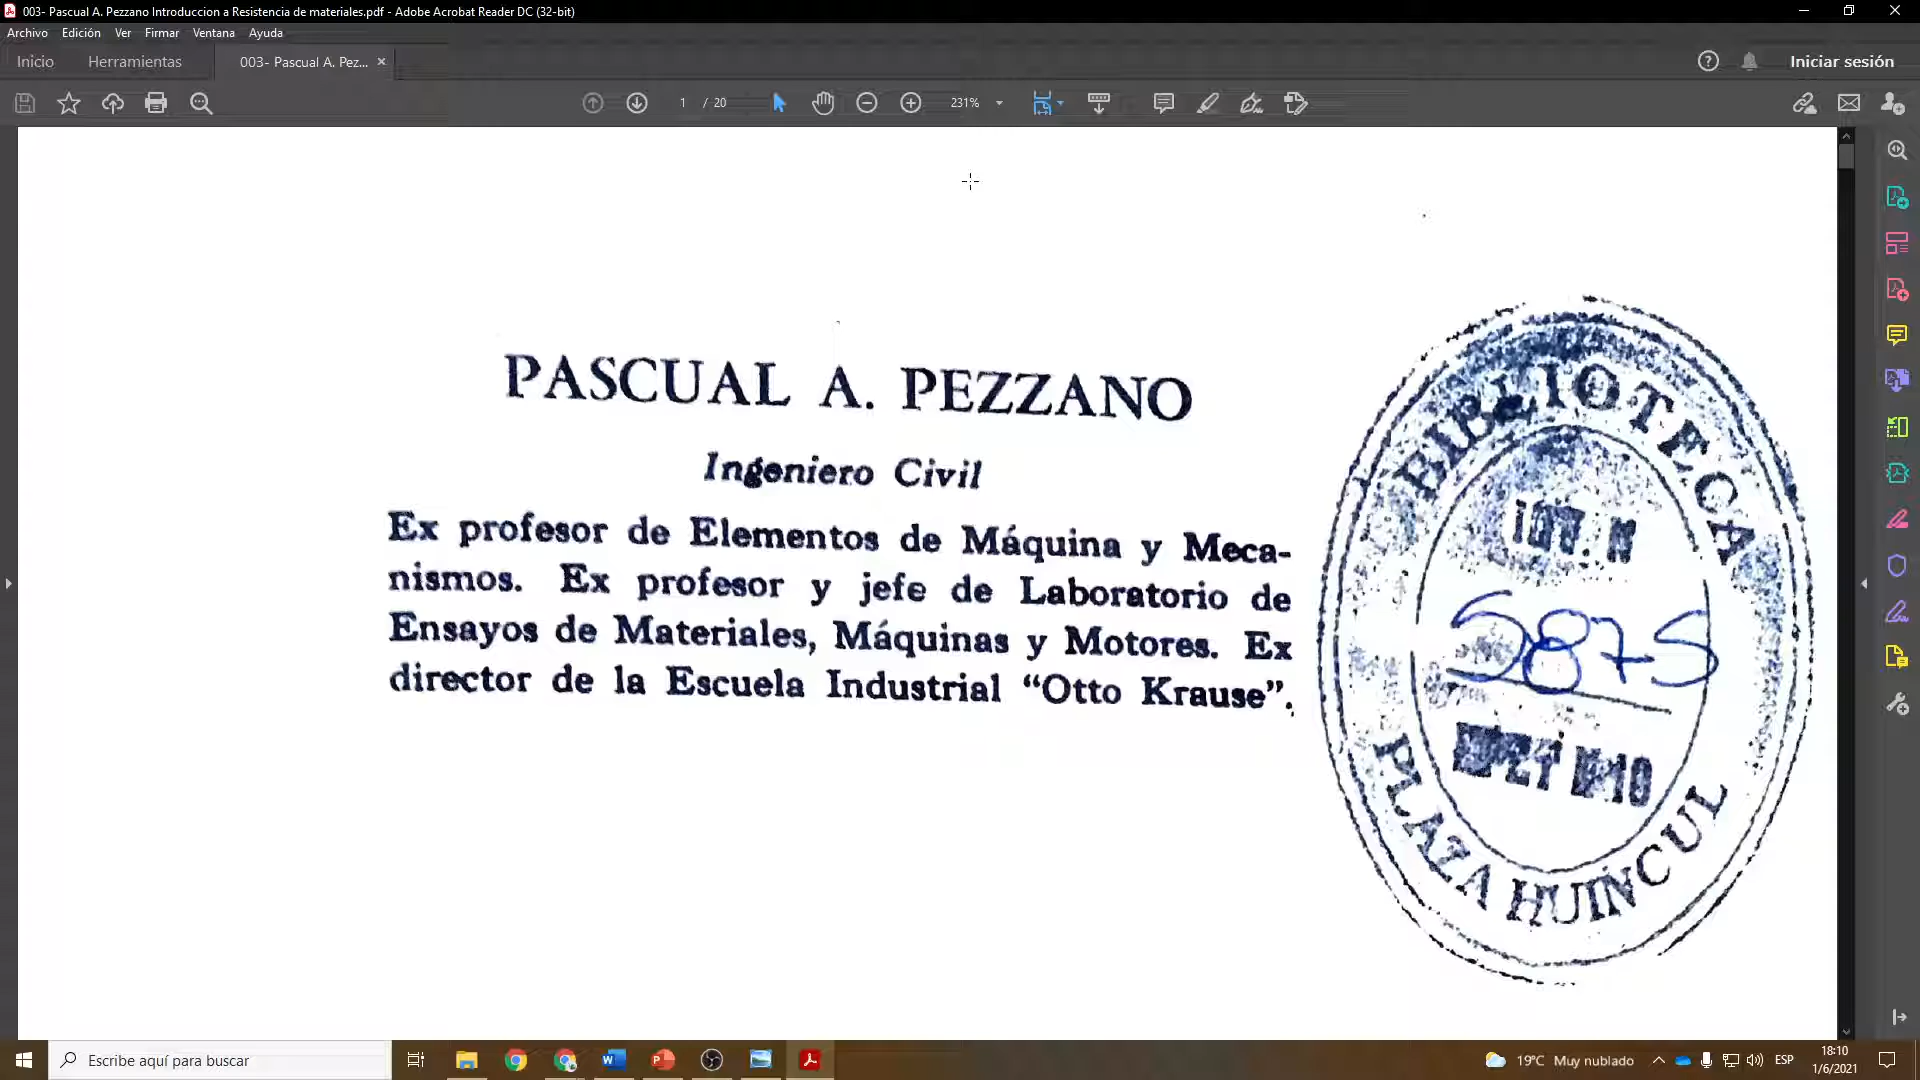 003- Pascual A. Pezzano Introduccion a Resistencia de materiales.pdf - Adobe Acrobat Reader DC (32-bit)
Archivo Edición Ver Firmar Ventana Ayuda
Inicio Herramientas 003- Pascual A. Pez... × Iniciar sesión
1 / 20 231%
PASCUAL A. PEZZANO
Ingeniero Civil
Ex profesor de Elementos de Máquina y Meca-
nismos. Ex profesor y jefe de Laboratorio de
Ensayos de Materiales, Máquinas y Motores. Ex
director de la Escuela Industrial "Otto Krause".
BIBLIOTECA
5875
PLAZA HUINCUL
Escribe aquí para buscar
19°C Muy nublado
ESP
18:10
1/6/2021